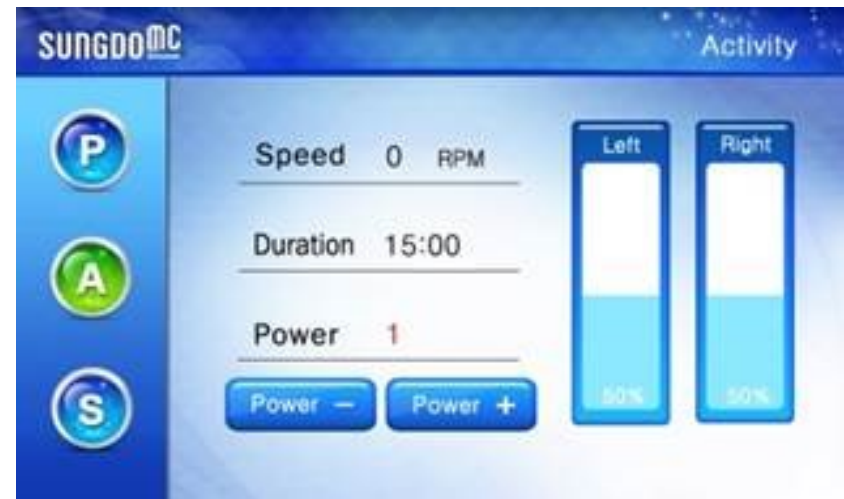 SUNGDO MC
Activity
P
A
S
Speed 0 RPM
Duration 15:00
Power 1
Power − Power +
Left Right
50% 50%